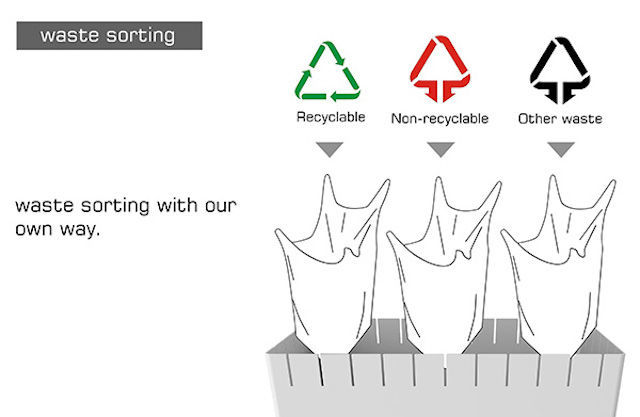 waste sorting
Recyclable
Non-recyclable
Other waste
waste sorting with our
own way.